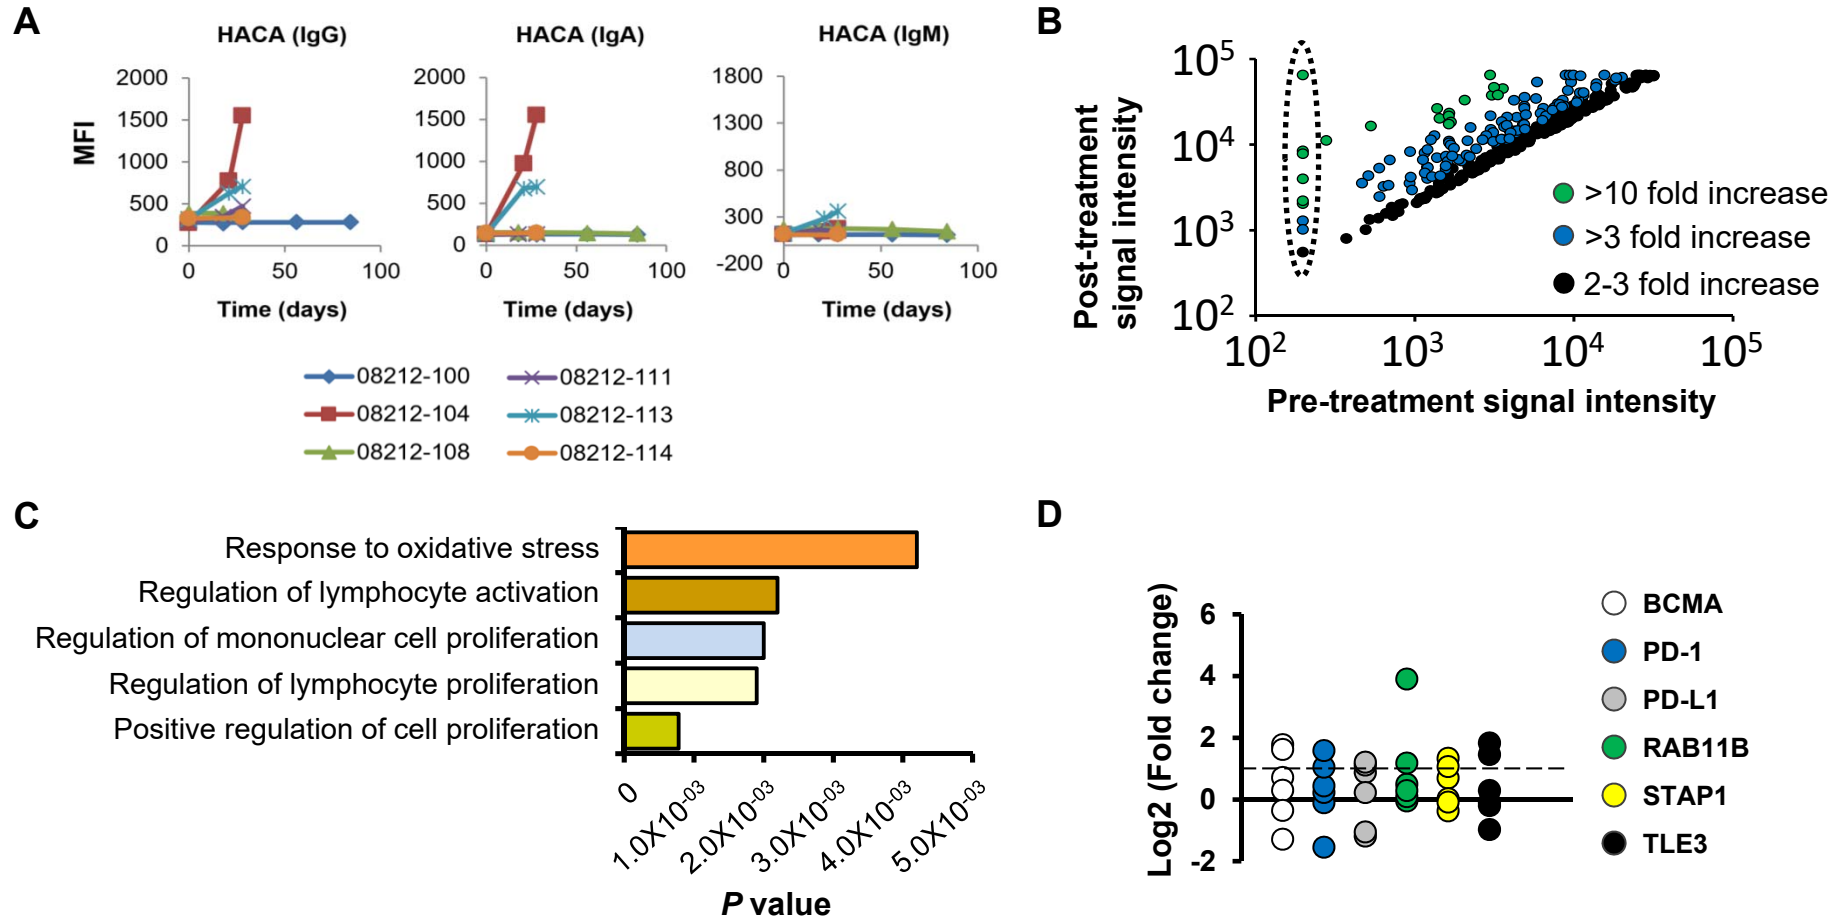 A
HACA (IgG)
HACA (IgA)
HACA (IgM)
MFI
2000
1500
1000
500
0
0
50
100
Time (days)
2000
1500
1000
500
0
0
50
100
Time (days)
1800
1300
800
300
-200
0
50
100
Time (days)
08212-100
08212-111
08212-104
08212-113
08212-108
08212-114
B
Post-treatment
signal intensity
10⁵
10⁴
10³
10²
10²
10³
10⁴
10⁵
>10 fold increase
>3 fold increase
2-3 fold increase
Pre-treatment signal intensity
C
Response to oxidative stress
Regulation of lymphocyte activation
Regulation of mononuclear cell proliferation
Regulation of lymphocyte proliferation
Positive regulation of cell proliferation
0
1.0X10⁻⁰³
2.0X10⁻⁰³
3.0X10⁻⁰³
4.0X10⁻⁰³
5.0X10⁻⁰³
P value
D
Log2 (Fold change)
6
4
2
0
-2
BCMA
PD-1
PD-L1
RAB11B
STAP1
TLE3